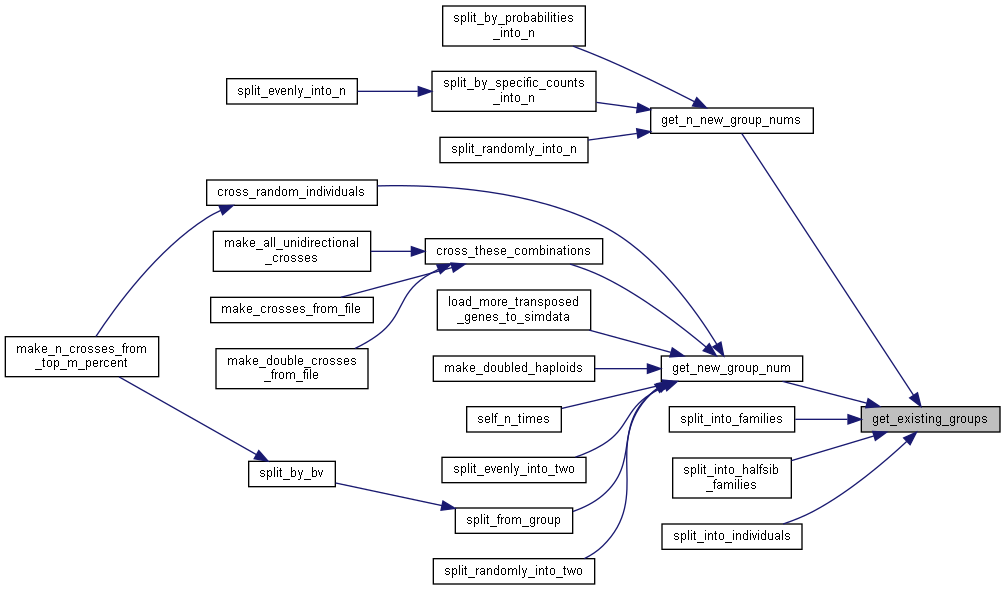 split_by_probabilities
_into_n
split_evenly_into_n
split_by_specific_counts
_into_n
get_n_new_group_nums
split_randomly_into_n
cross_random_individuals
make_all_unidirectional
_crosses
cross_these_combinations
load_more_transposed
_genes_to_simdata
make_crosses_from_file
make_n_crosses_from
_top_m_percent
make_double_crosses
_from_file
make_doubled_haploids
get_new_group_num
self_n_times
split_into_families
get_existing_groups
split_by_bv
split_evenly_into_two
split_into_halfsib
_families
split_from_group
split_into_individuals
split_randomly_into_two